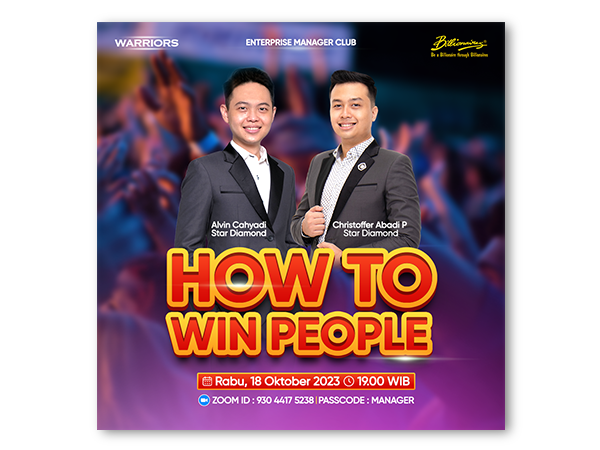 WARRIORS
ENTERPRISE MANAGER CLUB
Billionaires
Be a Billionaire through Billionaires
Alvin Cahyadi
Star Diamond
Christoffer Abadi P
Star Diamond
HOW TO
WIN PEOPLE
Rabu, 18 Oktober 2023 19.00 WIB
ZOOM ID : 930 4417 5238 | PASSCODE : MANAGER